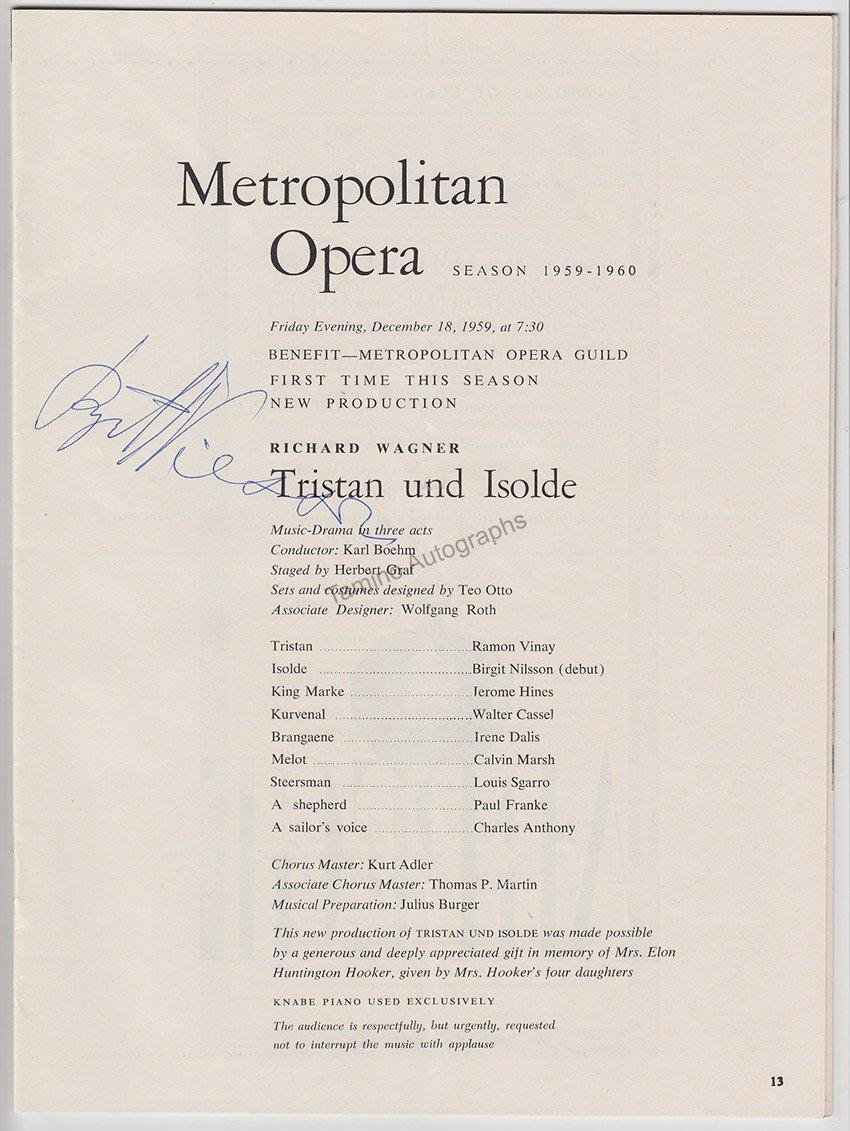 Metropolitan
Opera SEASON 1959-1960
Friday Evening, December 18, 1959, at 7:30
BENEFIT—METROPOLITAN OPERA GUILD
FIRST TIME THIS SEASON
NEW PRODUCTION
Birgit Nilsson
RICHARD WAGNER
Tristan und Isolde
Music-Drama in three acts
Conductor: Karl Boehm
Staged by Herbert Graf
Sets and costumes designed by Teo Otto
Associate Designer: Wolfgang Roth
Tamino Autographs
Tristan ........................................Ramon Vinay
Isolde ........................................Birgit Nilsson (debut)
King Marke ................................Jerome Hines
Kurvenal ....................................Walter Cassel
Brangaene ..................................Irene Dalis
Melot ..........................................Calvin Marsh
Steersman ..................................Louis Sgarro
A shepherd ..............................Paul Franke
A sailor's voice ..........................Charles Anthony
Chorus Master: Kurt Adler
Associate Chorus Master: Thomas P. Martin
Musical Preparation: Julius Burger
This new production of TRISTAN UND ISOLDE was made possible
by a generous and deeply appreciated gift in memory of Mrs. Elon
Huntington Hooker, given by Mrs. Hooker's four daughters
KNABE PIANO USED EXCLUSIVELY
The audience is respectfully, but urgently, requested
not to interrupt the music with applause
13